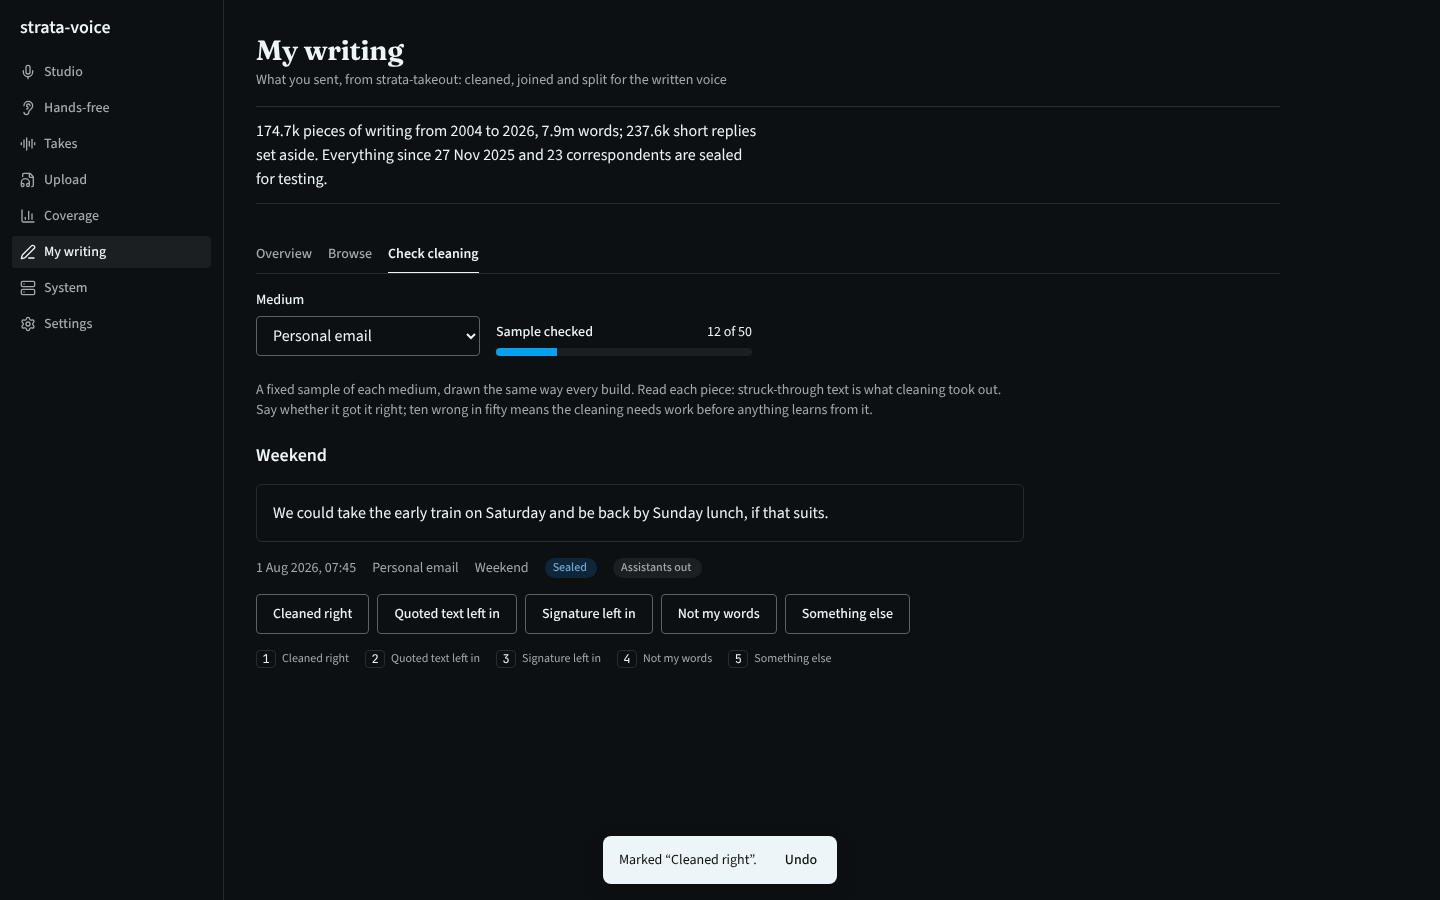 strata-voice
Studio
Hands-free
Takes
Upload
Coverage
My writing
System
Settings
My writing
What you sent, from strata-takeout: cleaned, joined and split for the written voice
174.7k pieces of writing from 2004 to 2026, 7.9m words; 237.6k short replies
set aside. Everything since 27 Nov 2025 and 23 correspondents are sealed
for testing.
Overview Browse Check cleaning
Medium
Personal email
Sample checked 12 of 50
A fixed sample of each medium, drawn the same way every build. Read each piece: struck-through text is what cleaning took out.
Say whether it got it right; ten wrong in fifty means the cleaning needs work before anything learns from it.
Weekend
We could take the early train on Saturday and be back by Sunday lunch, if that suits.
1 Aug 2026, 07:45 Personal email Weekend Sealed Assistants out
Cleaned right Quoted text left in Signature left in Not my words Something else
1 Cleaned right 2 Quoted text left in 3 Signature left in 4 Not my words 5 Something else
Marked “Cleaned right”. Undo